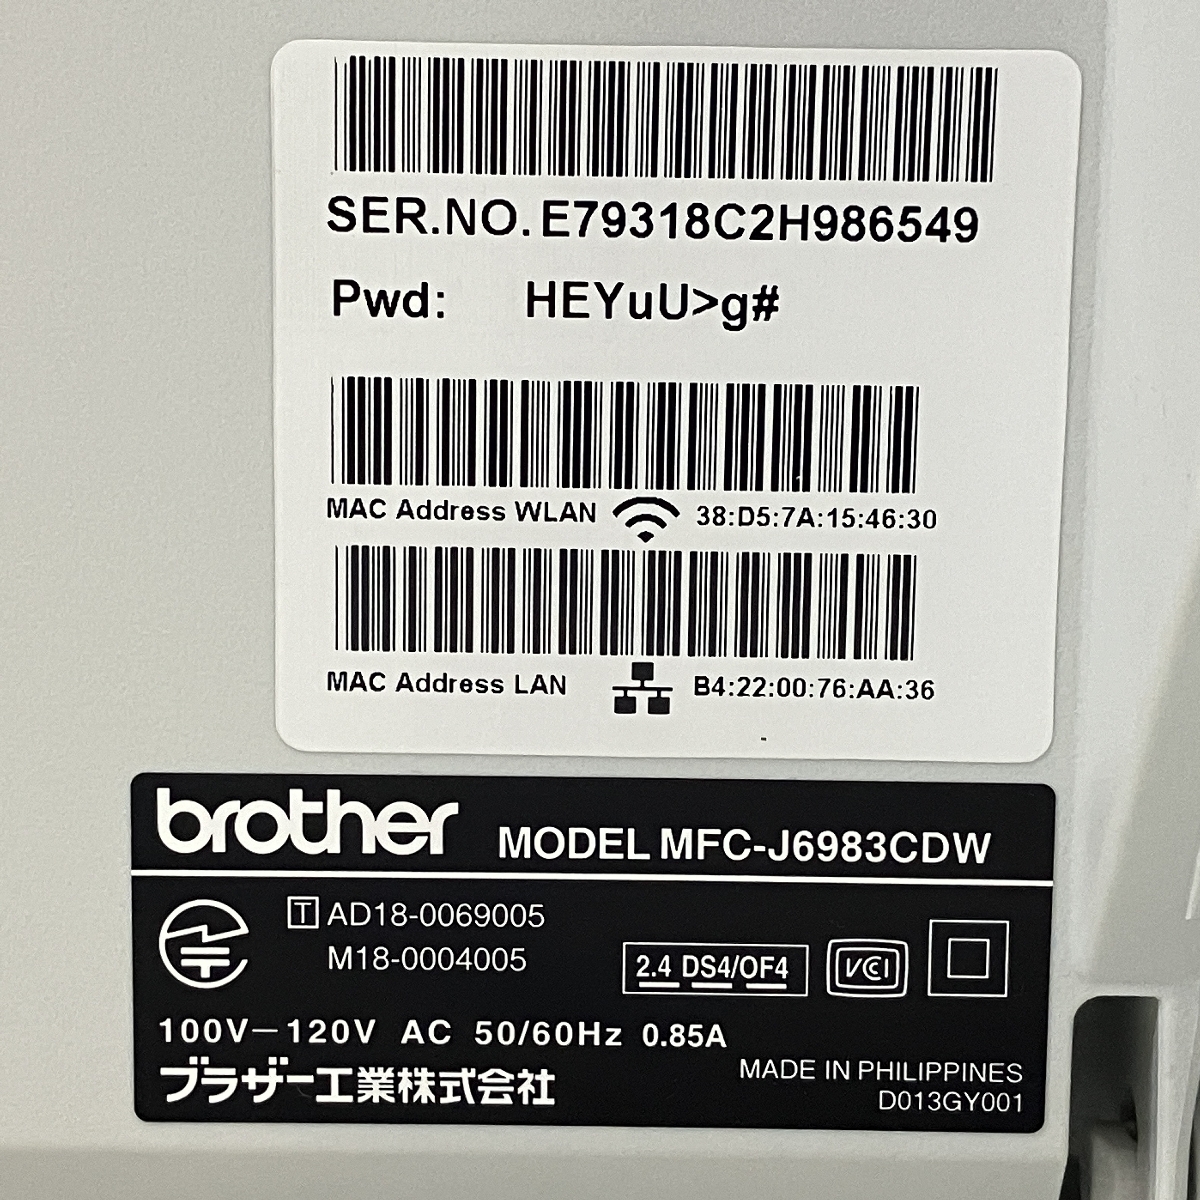 SER.NO. E79318C2H986549
Pwd: HEYuU>g#
MAC Address WLAN 38:D5:7A:15:46:30
MAC Address LAN B4:22:00:76:AA:36
brother MODEL MFC-J6983CDW
T AD18-0069005
M18-0004005
2.4 DS4/OF4 VCI
100V−120V AC 50/60Hz 0.85A
ブラザー工業株式会社
MADE IN PHILIPPINES
D013GY001